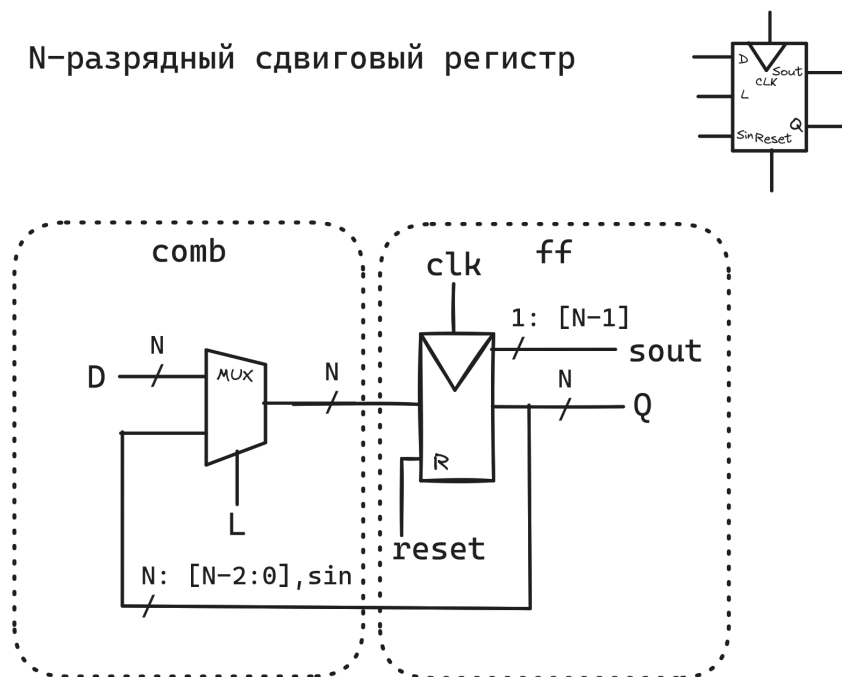 N-разрядный сдвиговый регистр
D
Sout
CLK
L
Q
Sin Reset
comb
ff
clk
1: [N-1]
sout
N
D
MUX
N
N
Q
R
L
reset
N: [N-2:0],sin